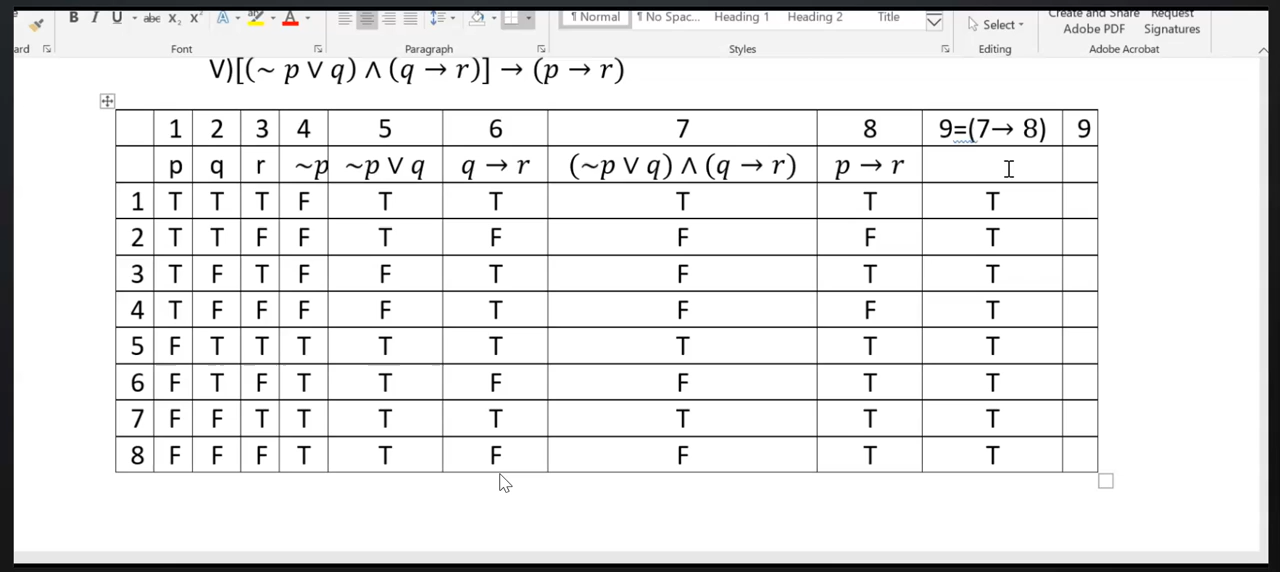 Create and Share Request
B I U abc x₂ x² A ab A ¶ Normal ¶ No Spac... Heading 1 Heading 2 Title Select Adobe PDF Signatures
ard Font Paragraph Styles Editing Adobe Acrobat
V)[(~ p ∨ q) ∧ (q → r)] → (p → r)
1 2 3 4 5 6 7 8 9=(7→ 8) 9
p q r ~p ~p ∨ q q → r (~p ∨ q) ∧ (q → r) p → r
1 T T T F T T T T T
2 T T F F T F F F T
3 T F T F F T F T T
4 T F F F F T F F T
5 F T T T T T T T T
6 F T F T T F F T T
7 F F T T T T T T T
8 F F F T T F F T T